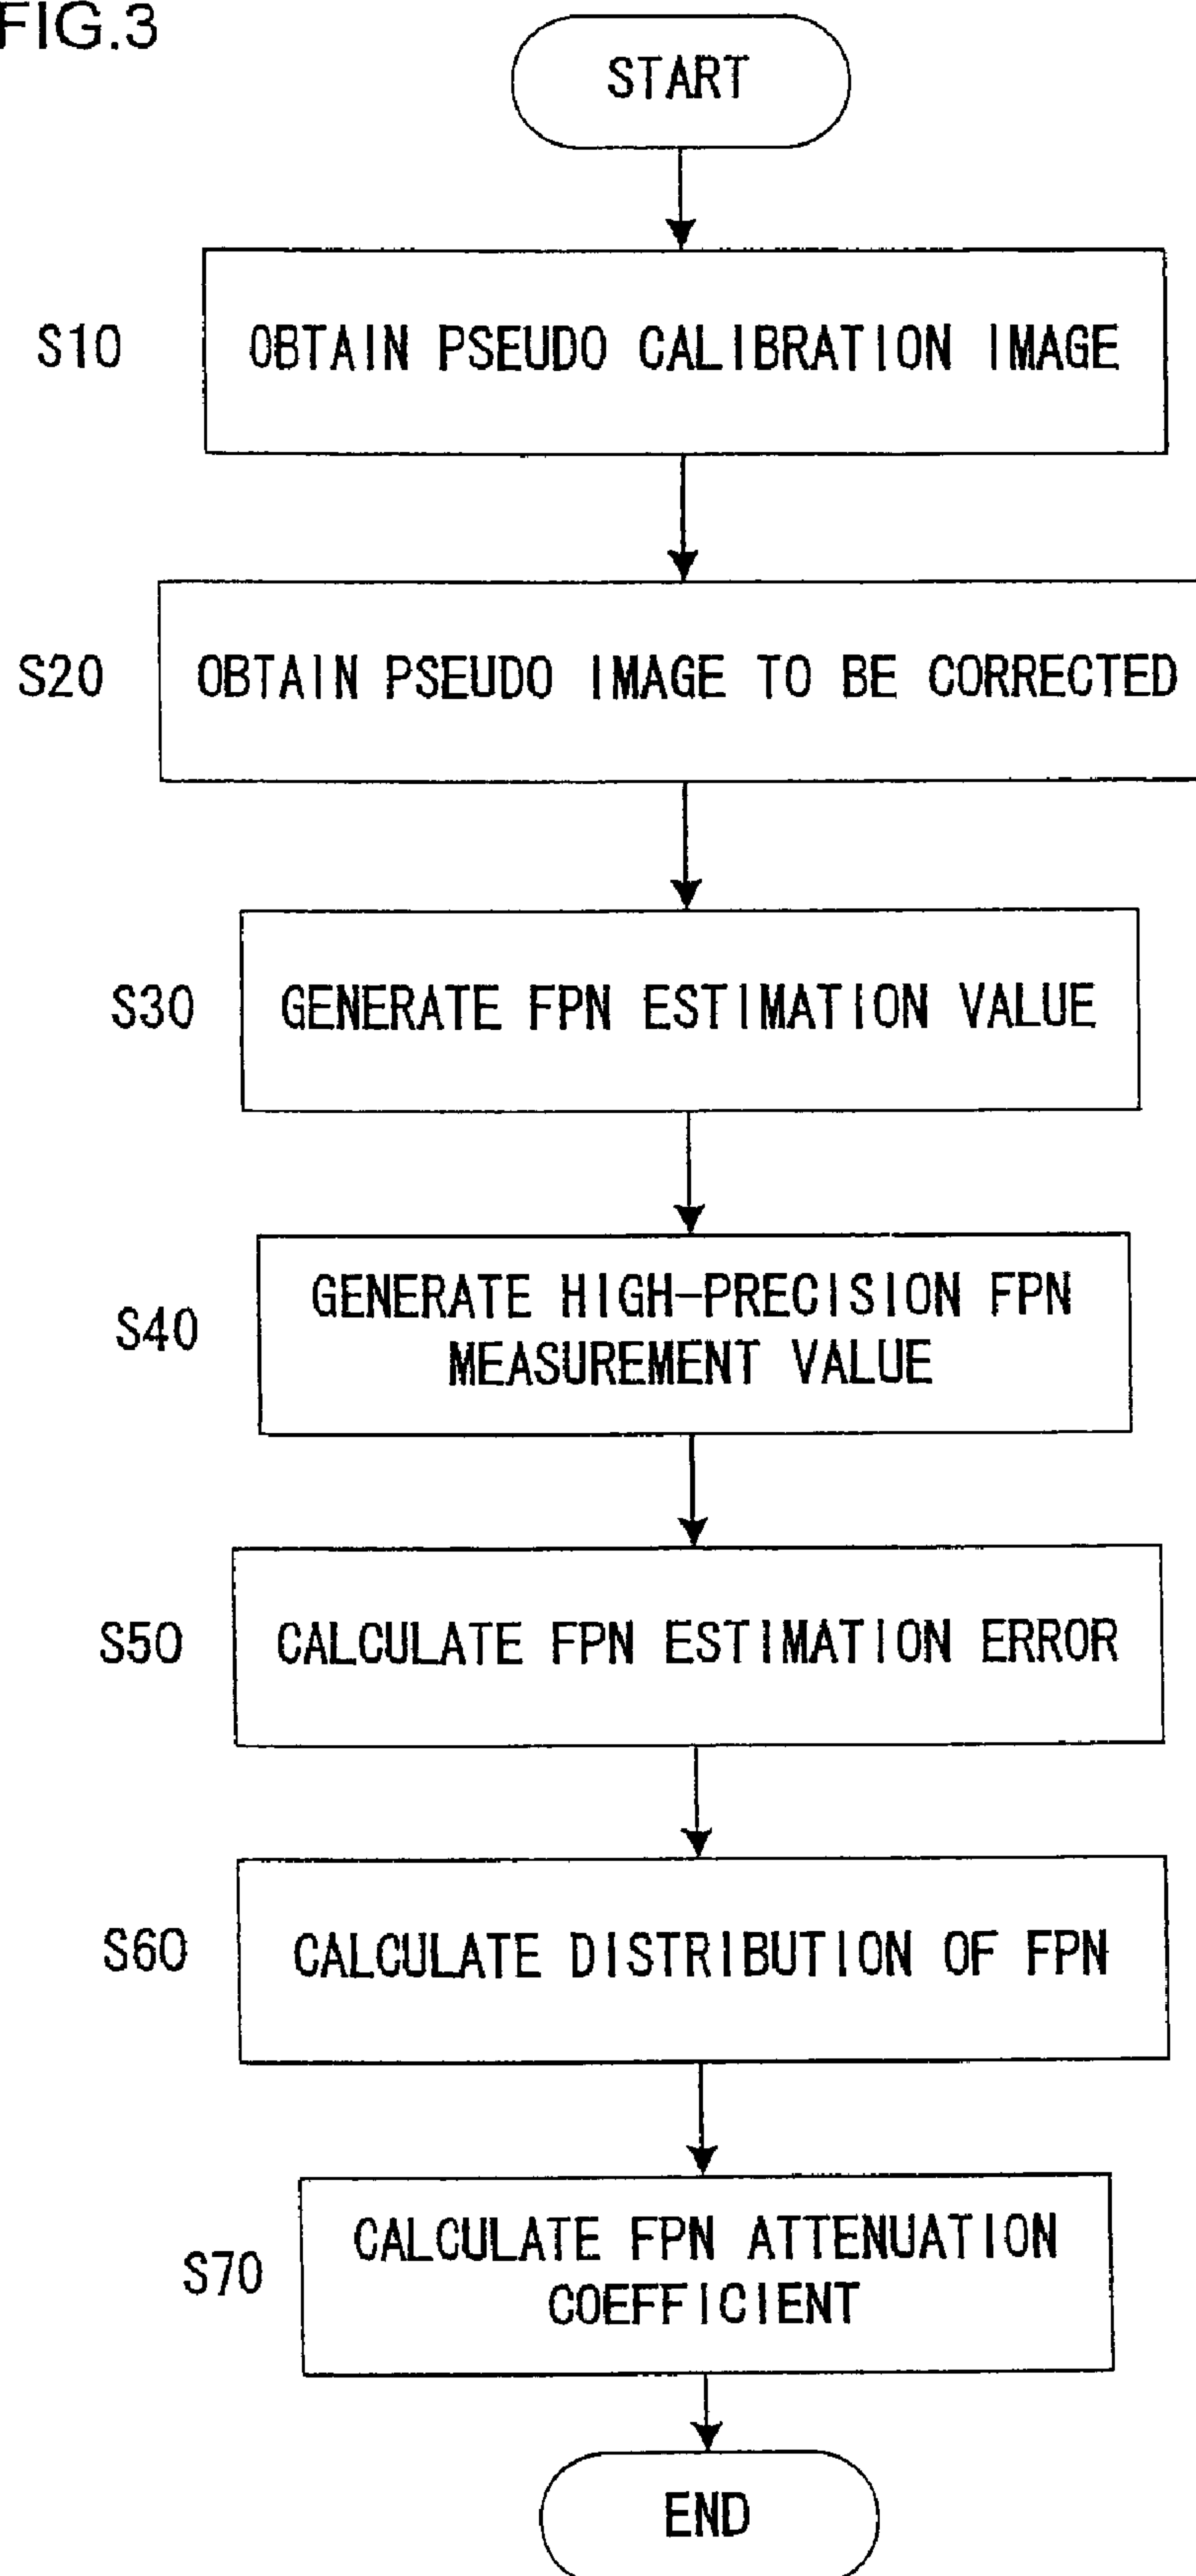 FIG.3
START
S10
OBTAIN PSEUDO CALIBRATION IMAGE
S20
OBTAIN PSEUDO IMAGE TO BE CORRECTED
S30
GENERATE FPN ESTIMATION VALUE
S40
GENERATE HIGH-PRECISION FPN
MEASUREMENT VALUE
S50
CALCULATE FPN ESTIMATION ERROR
S60
CALCULATE DISTRIBUTION OF FPN
S70
CALCULATE FPN ATTENUATION
COEFFICIENT
END